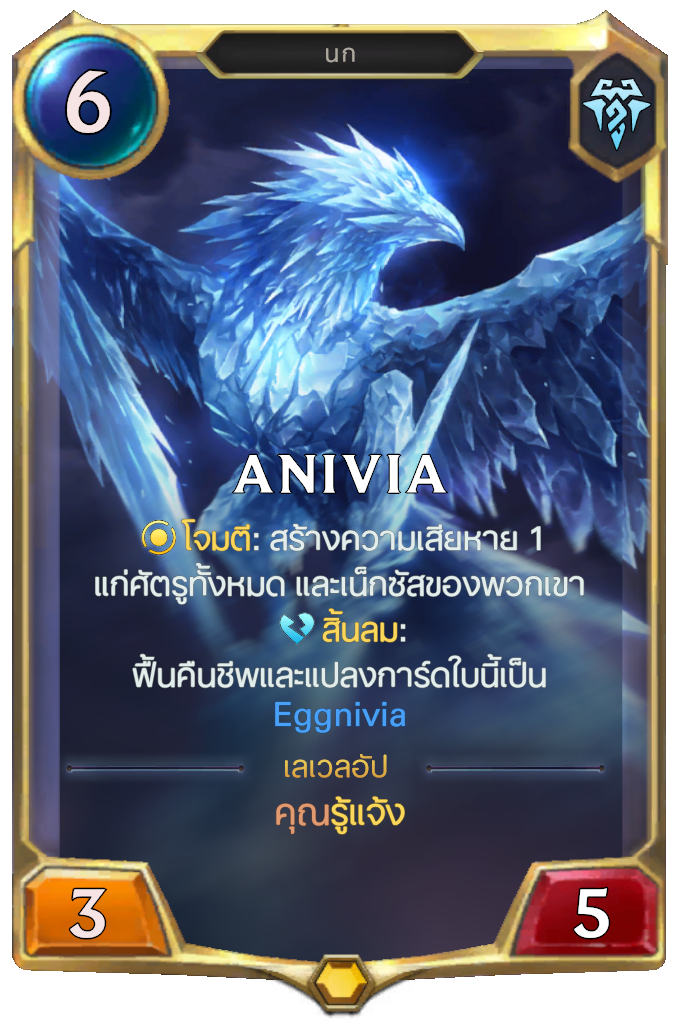 นก
6
ANIVIA
โจมตี: สร้างความเสียหาย 1
แก่ศัตรูทั้งหมด และเน็กซัสของพวกเขา
สิ้นลม:
ฟื้นคืนชีพและแปลงการ์ดใบนี้เป็น
Eggnivia
เลเวลอัป
คุณรู้แจ้ง
3
5